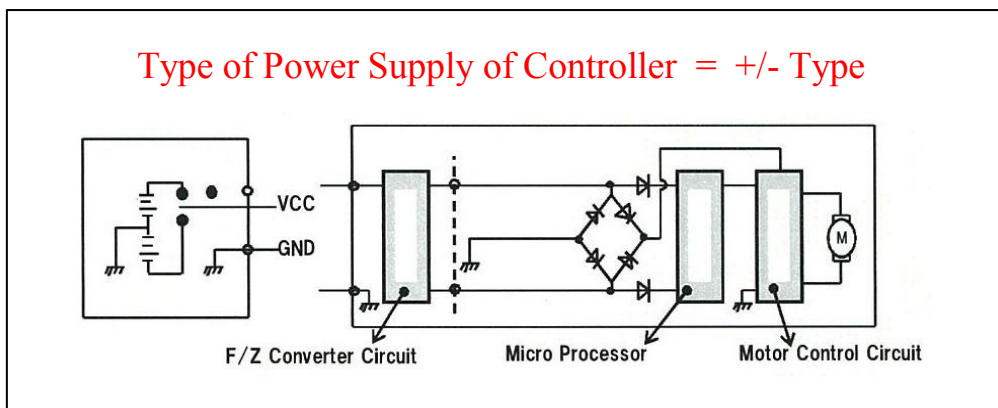 Type of Power Supply of Controller = +/- Type
VCC
GND
M
F/Z Converter Circuit
Micro Processor
Motor Control Circuit